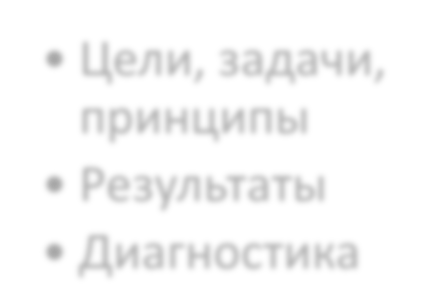 • Цели, задачи,
принципы
• Результаты
• Диагностика